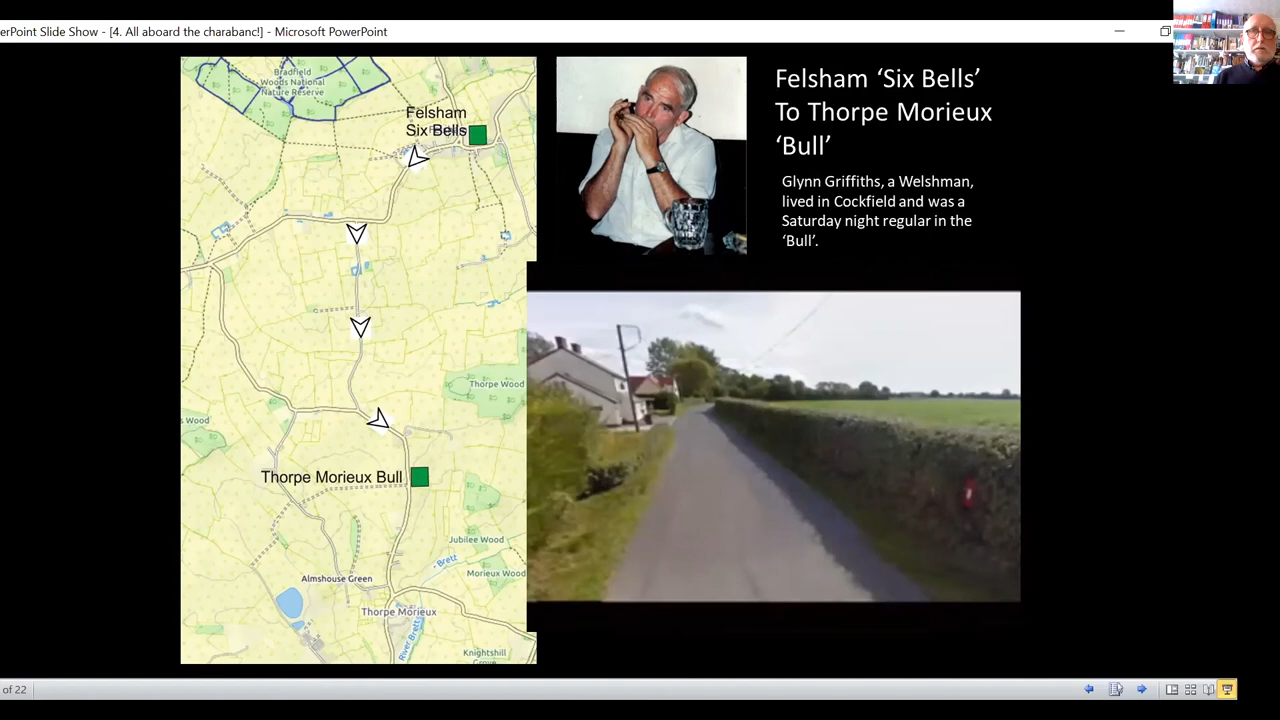 erPoint Slide Show - [4. All aboard the charabanc!] - Microsoft PowerPoint
Bradfield
Woods National
Nature Reserve
Felsham
Six Bells
Thorpe Wood
s Wood
Thorpe Morieux Bull
Jubilee Wood
Brett
Morieux Wood
Almshouse Green
Thorpe Morieux
River Brett
Knightshill
Grove
Felsham ‘Six Bells’
To Thorpe Morieux
‘Bull’
Glynn Griffiths, a Welshman,
lived in Cockfield and was a
Saturday night regular in the
‘Bull’.
of 22